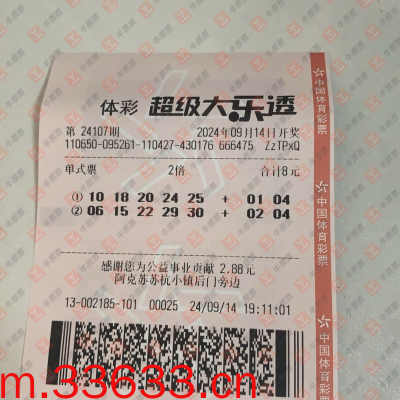 体彩 超级大乐透
第 24107期 2024年09月14日开奖
110650-095261-110427-430176 666475 ZzTPxQ
单式票 2倍 合计8元
① 10 18 20 24 25 + 01 04
② 06 15 22 29 30 + 02 04
感谢您为公益事业贡献 2.88元
阿克苏苏杭小镇后门旁边
13-002185-101 00025 24/09/14 19:11:01
中国体育彩票
中国体育彩票
中国体育彩票
m.33633.cn